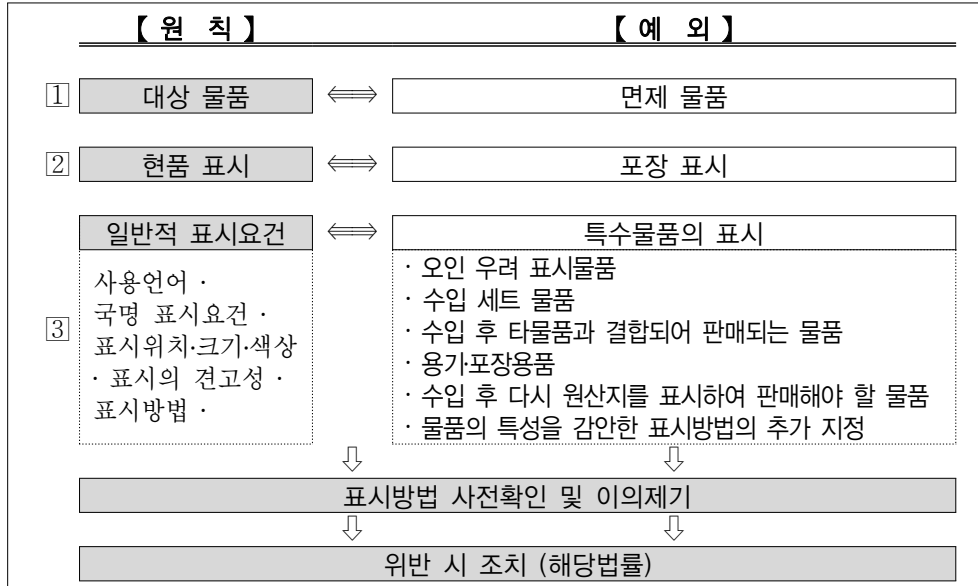 【 원 칙 】 【 예 외 】
1 대상 물품 ⟺ 면제 물품
2 현품 표시 ⟺ 포장 표시
일반적 표시요건 ⟺ 특수물품의 표시
3
사용언어 ·
국명 표시요건 ·
표시위치·크기·색상
· 표시의 견고성 ·
표시방법 ·
· 오인 우려 표시물품
· 수입 세트 물품
· 수입 후 타물품과 결합되어 판매되는 물품
· 용기·포장용품
· 수입 후 다시 원산지를 표시하여 판매해야 할 물품
· 물품의 특성을 감안한 표시방법의 추가 지정
표시방법 사전확인 및 이의제기
위반 시 조치 (해당법률)